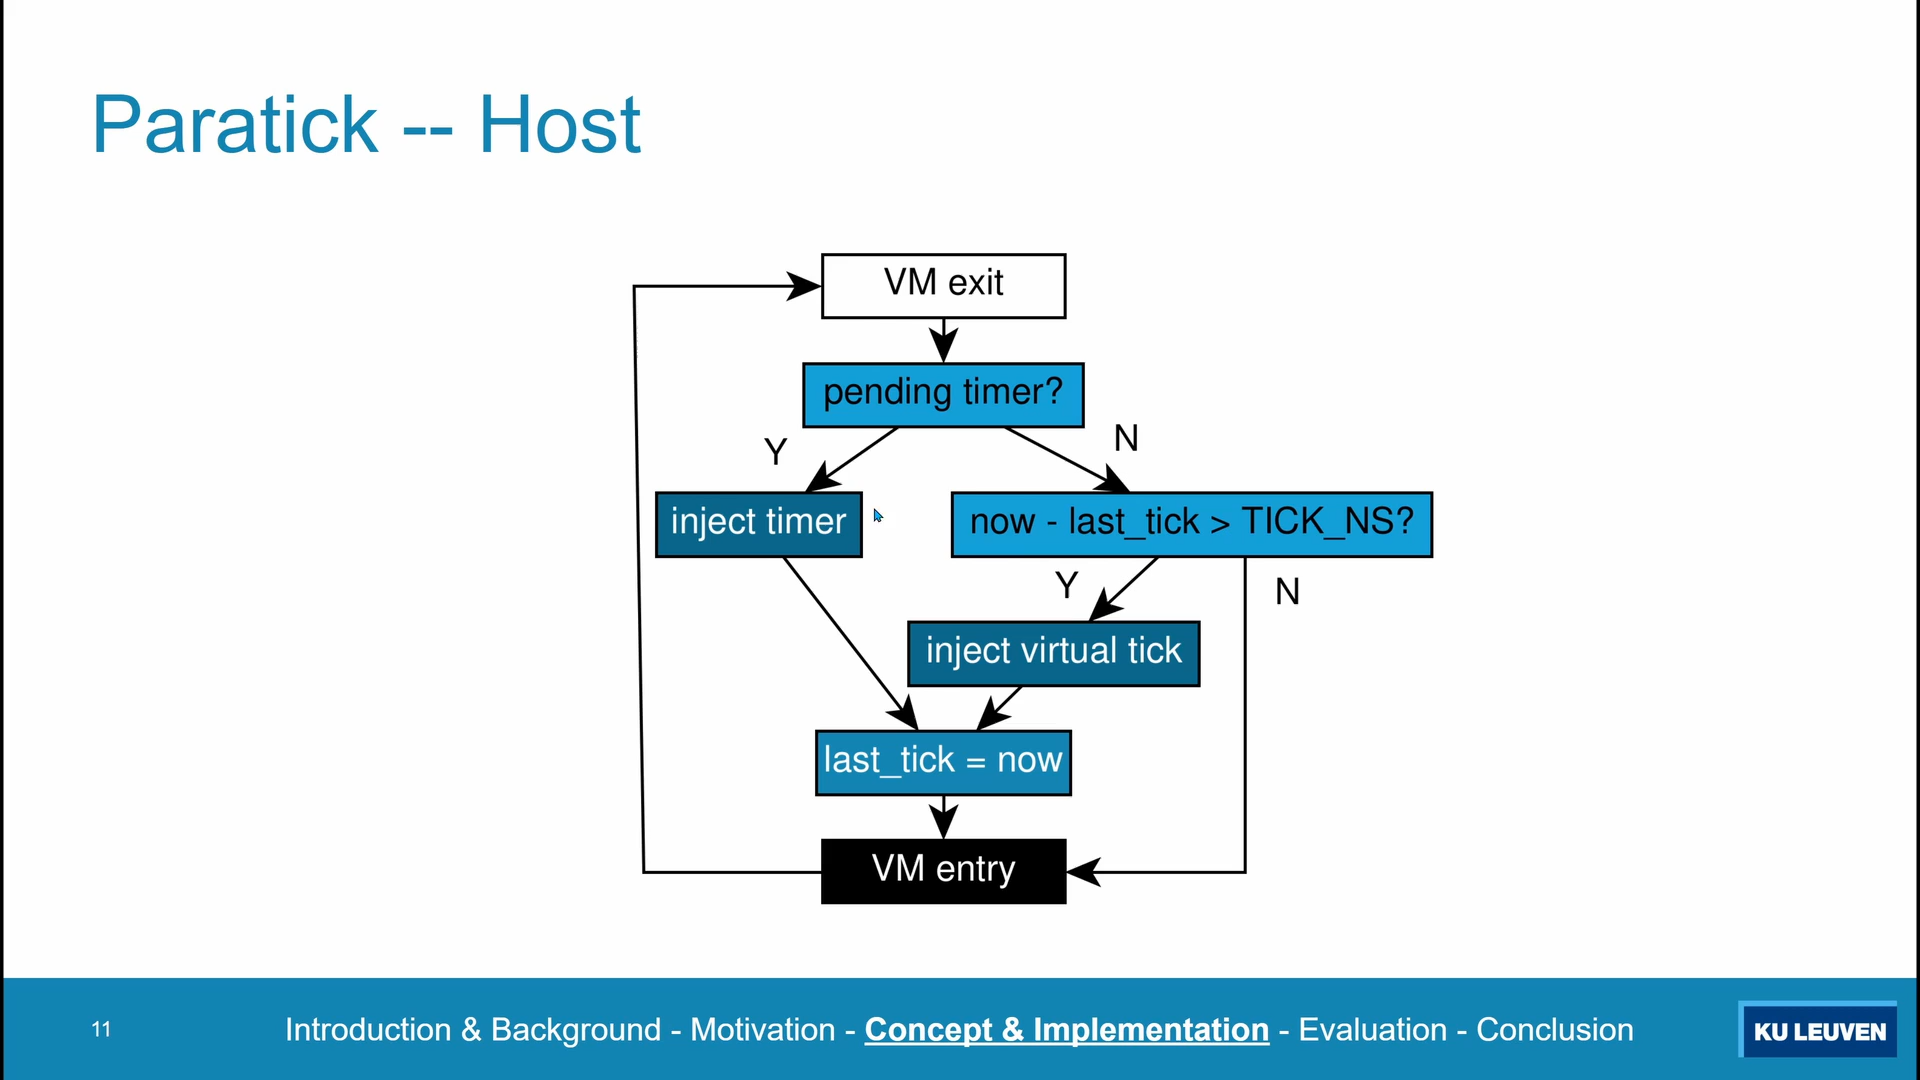 Paratick -- Host
VM exit
pending timer?
Y
N
inject timer
now - last_tick > TICK_NS?
Y
N
inject virtual tick
last_tick = now
VM entry
11
Introduction & Background - Motivation - Concept & Implementation - Evaluation - Conclusion
KU LEUVEN